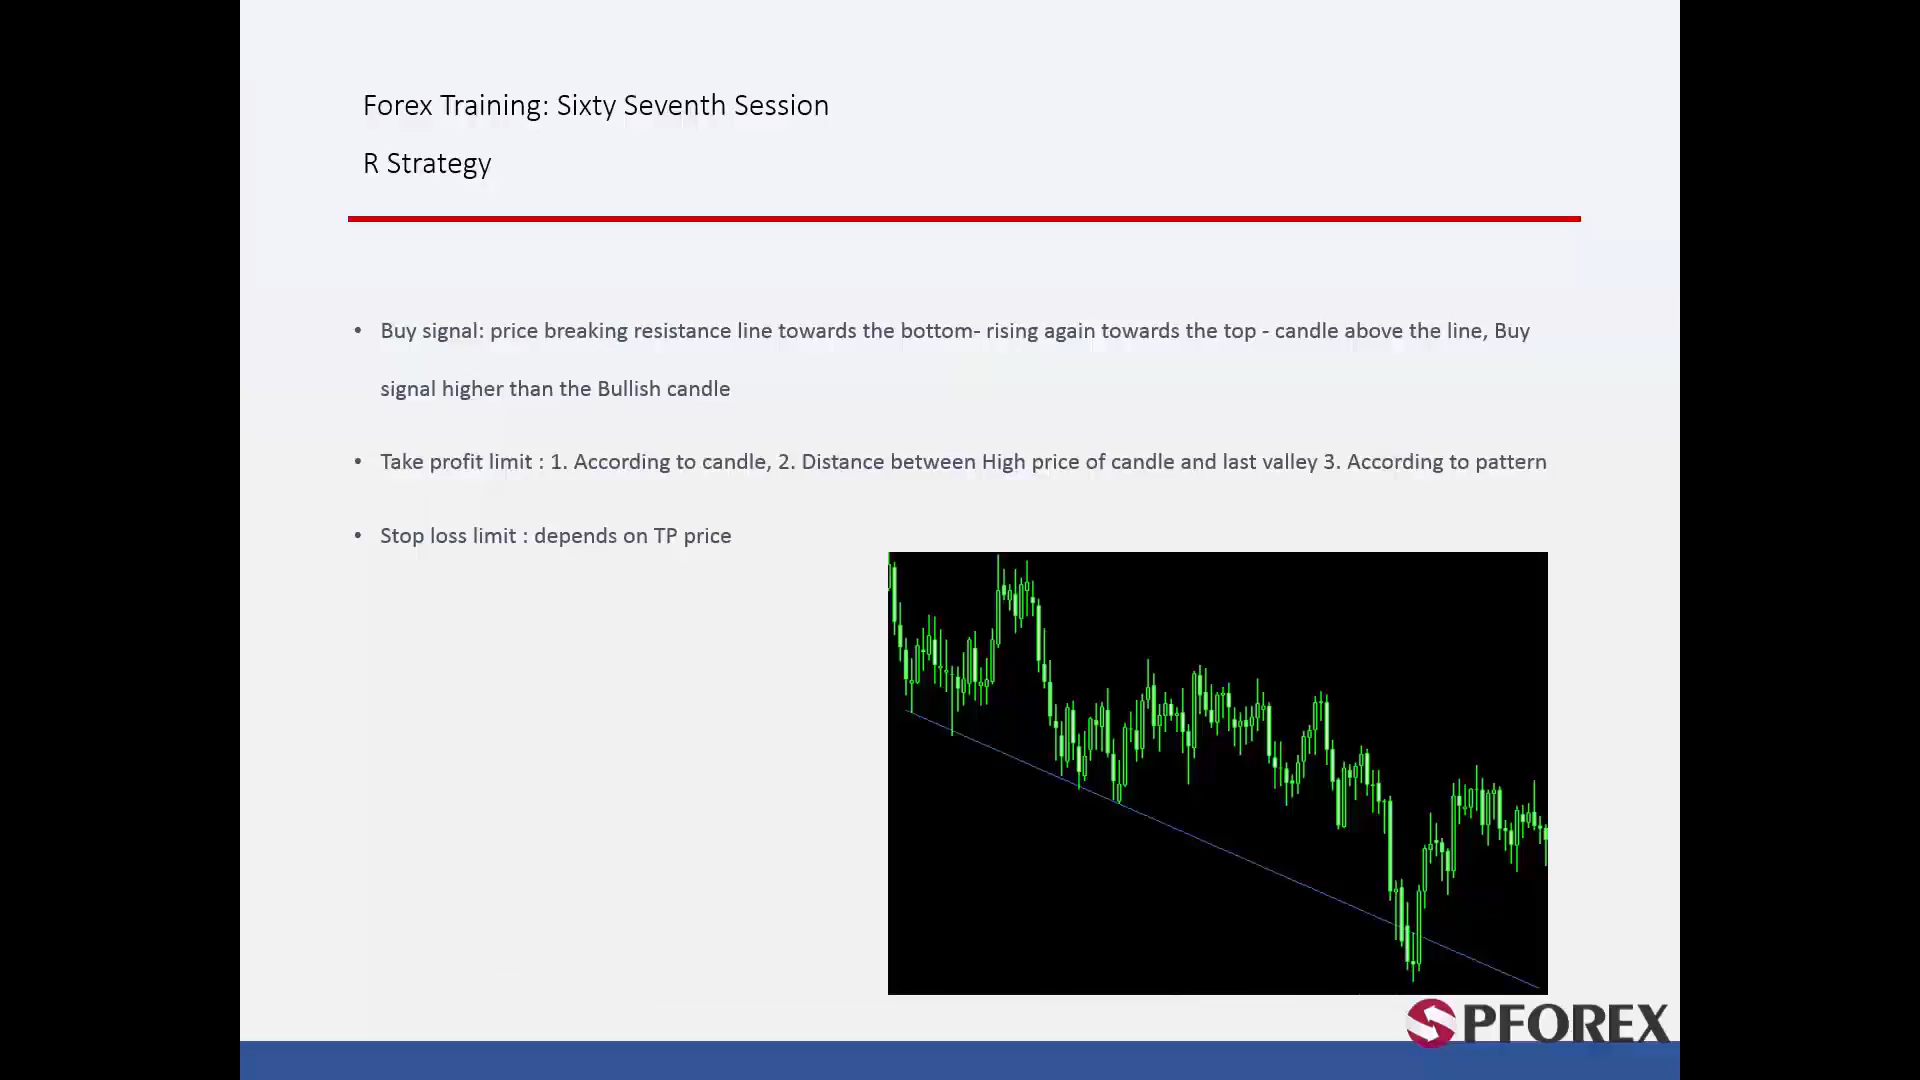 Forex Training: Sixty Seventh Session
R Strategy
• Buy signal: price breaking resistance line towards the bottom- rising again towards the top - candle above the line, Buy
signal higher than the Bullish candle
• Take profit limit : 1. According to candle, 2. Distance between High price of candle and last valley 3. According to pattern
• Stop loss limit : depends on TP price
PFOREX